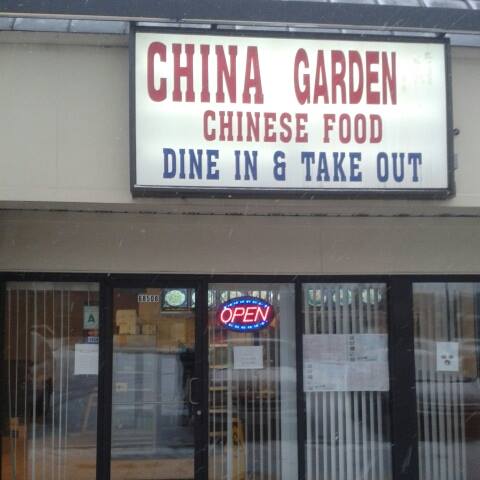 CHINA GARDEN
CHINESE FOOD
DINE IN & TAKE OUT
OPEN
A